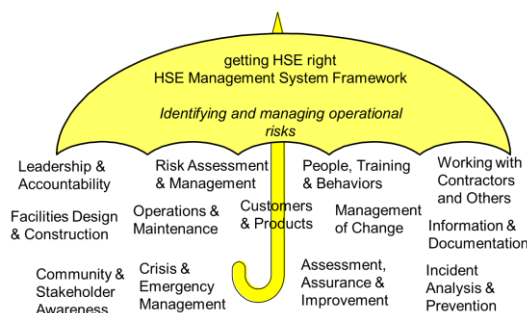 getting HSE right
HSE Management System Framework
Identifying and managing operational
risks
Leadership &
Accountability
Risk Assessment
& Management
People, Training
& Behaviors
Working with
Contractors
and Others
Facilities Design
& Construction
Operations &
Maintenance
Customers
& Products
Management
of Change
Information &
Documentation
Community &
Stakeholder
Awareness
Crisis &
Emergency
Management
Assessment,
Assurance &
Improvement
Incident
Analysis &
Prevention